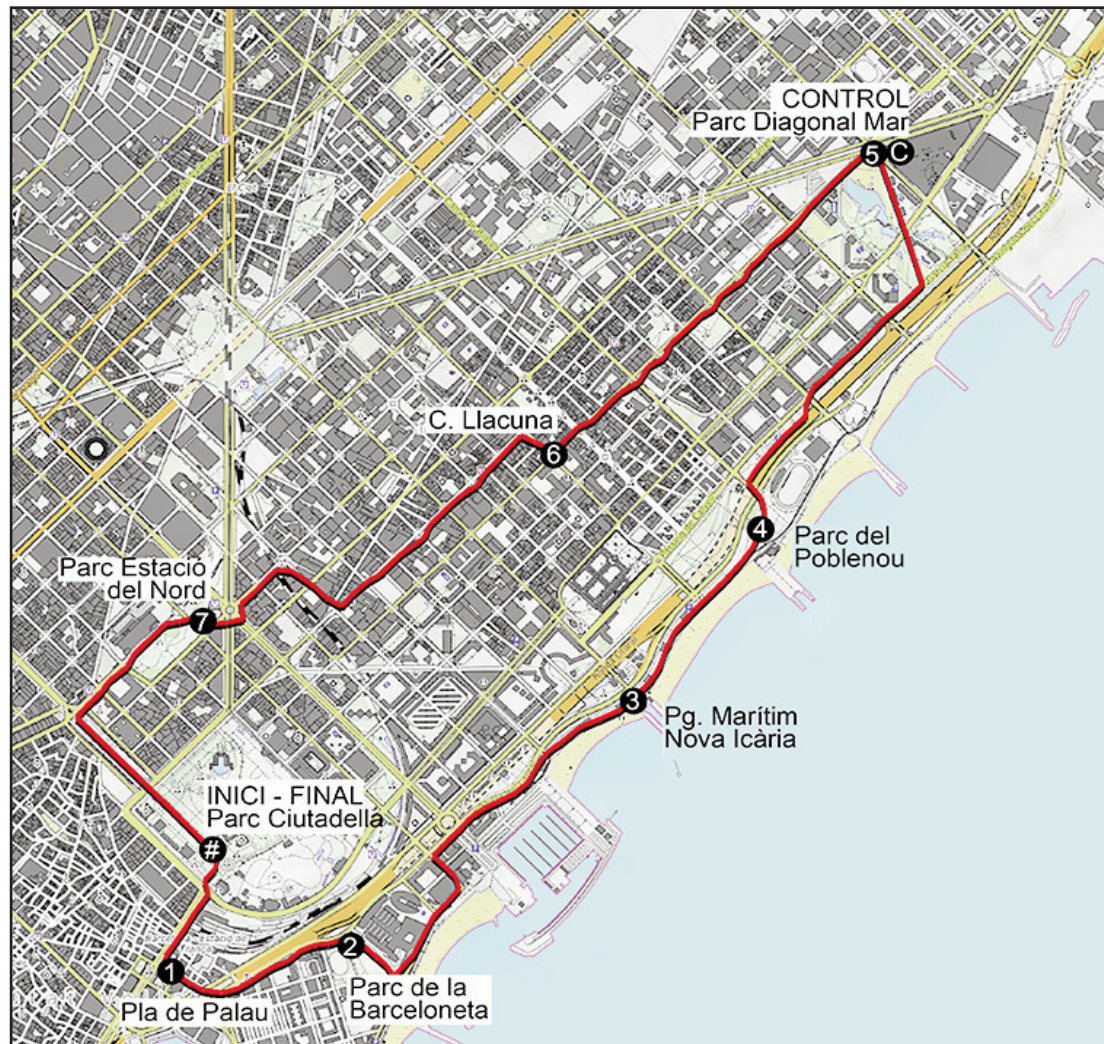 CONTROL
Parc Diagonal Mar
5
C
C. Llacuna
6
4
Parc del
Poblenou
Parc Estació
del Nord
7
3
Pg. Marítim
Nova Icària
INICI - FINAL
Parc Ciutadella
#
2
1
Parc de la
Barceloneta
Pla de Palau